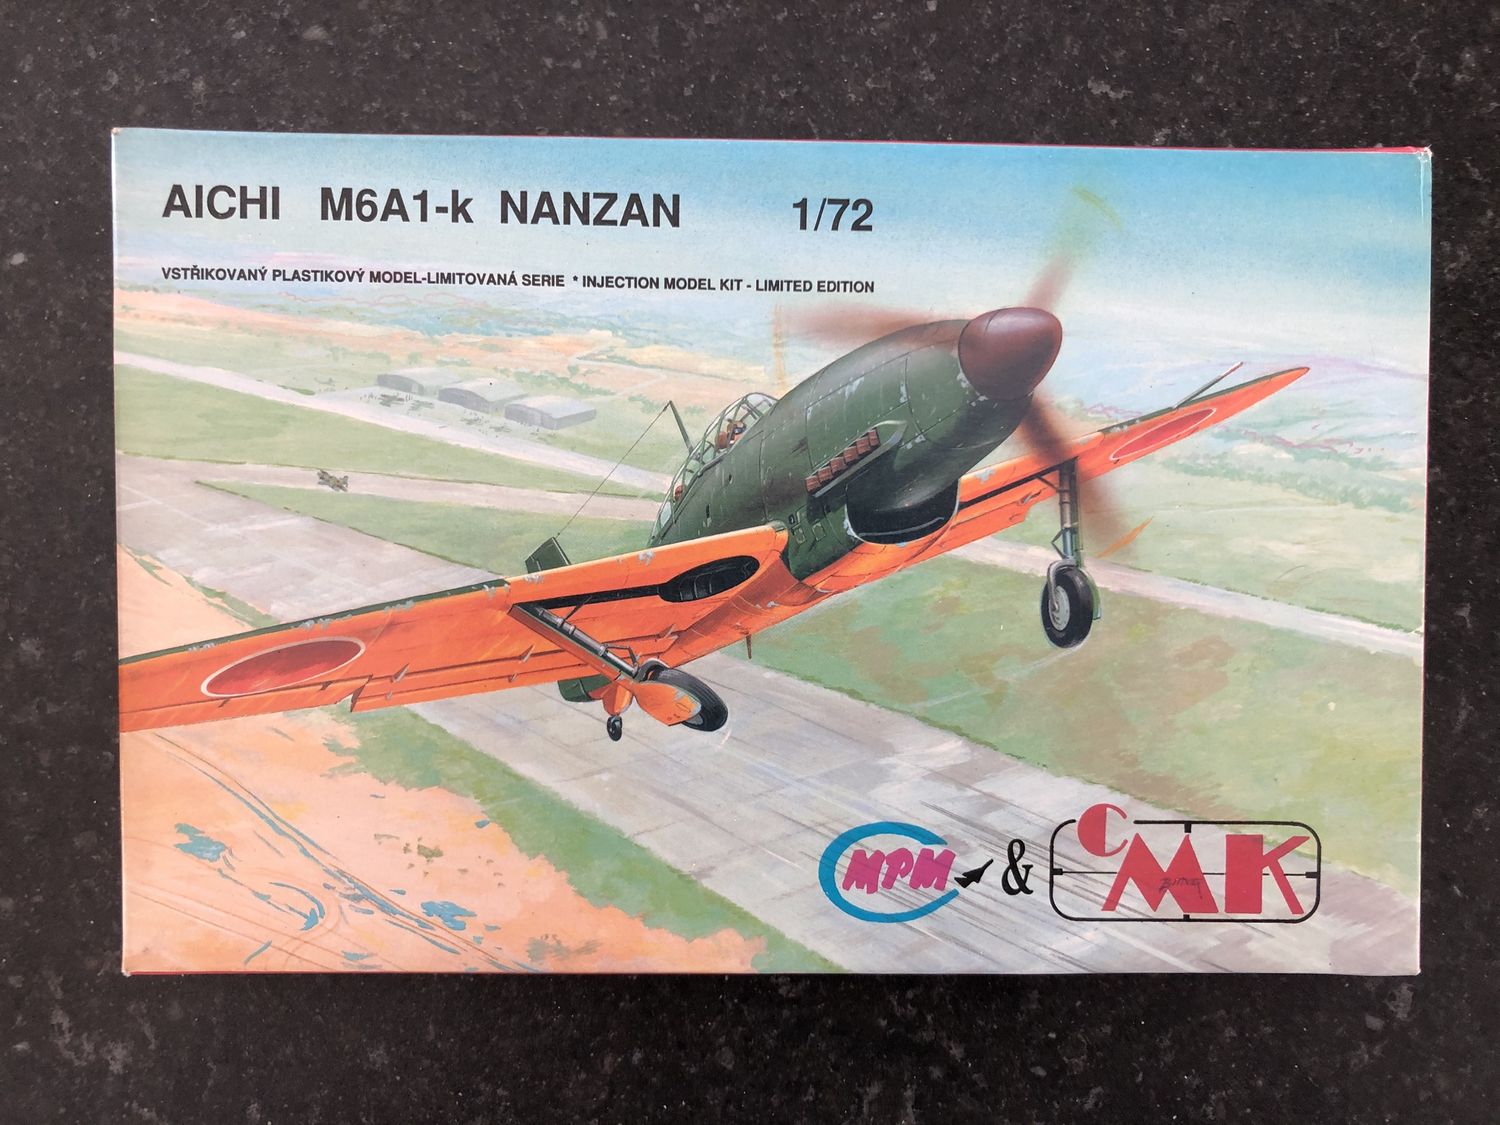 AICHI M6A1-k NANZAN 1/72
VSTŘIKOVANÝ PLASTIKOVÝ MODEL-LIMITOVANÁ SERIE * INJECTION MODEL KIT - LIMITED EDITION
MPM & CMK